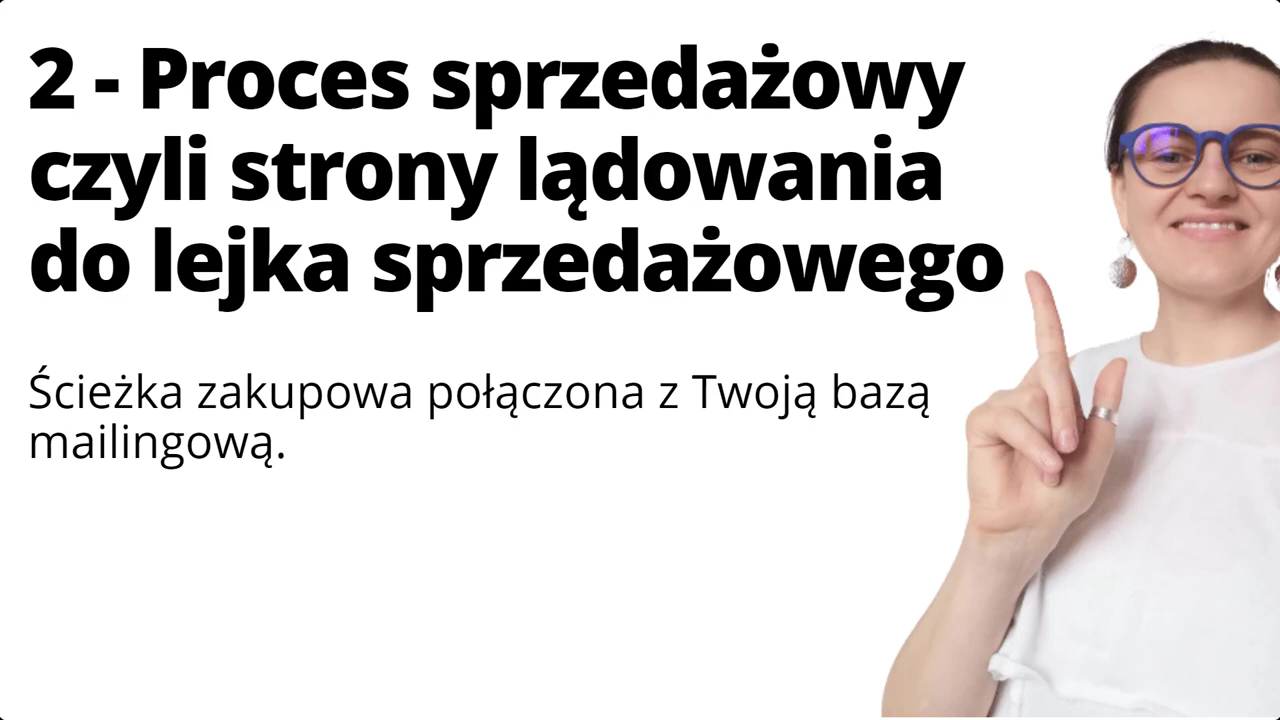 2 - Proces sprzedażowy
czyli strony lądowania
do lejka sprzedażowego
Ścieżka zakupowa połączona z Twoją bazą
mailingową.